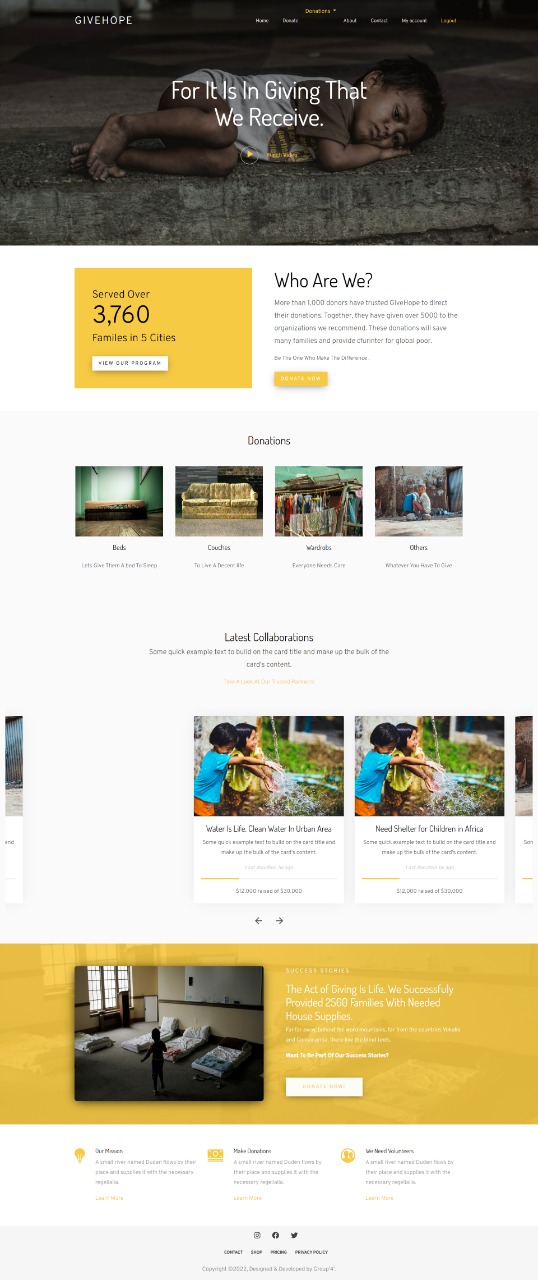 GIVEHOPE
Home Donate Donations About Contact My account Logout
For It Is In Giving That
We Receive.
Watch Video
Served Over
3,760
Familes in 5 Cities
VIEW OUR PROGRAM
Who Are We?
More than 1,000 donors have trusted GiveHope to direct
their donations. Together, they have given over 5000 to the
organizations we recommend. These donations will save
many families and provide cfurinter for gloab poor.
Be The One Who Make The Difference.
DONATE NOW
Donations
Beds
Lets Give Them A bed To Sleep
Couches
To Live A Decent life
Wardrobs
Everyone Needs Care
Others
Whatever You Have To Give
Latest Collaborations
Some quick example text to build on the card title and make up the bulk of the
card's content.
Take A Look At Our Trusted Partners
Water Is Life. Clean Water In Urban Area
Some quick example text to build on the card title and
make up the bulk of the card's content.
$12,000 raised of $30,000
Need Shelter for Children in Africa
Some quick example text to build on the card title and
make up the bulk of the card's content.
$12,000 raised of $30,000
SUCCESS STORIES
The Act of Giving Is Life. We Succesfuly
Provided 2560 Families With Needed
House Supplies.
Far far away, behind the word mountains, far from the countries Vokalia
and Consonantia, there live the blind texts.
Want To Be Part Of Our Success Stories?
DONATE NOW!
Our Mission
A small river named Duden flows by their
place and supplies it with the necessary
regelialia.
Learn More
Make Donations
A small river named Duden flows by
their place and supplies it with the
necessary regelialia.
Learn More
We Need Volunteers
A small river named Duden flows by
their place and supplies it with the
necessary regelialia.
Learn More
CONTACT SHOP PRICING PRIVACY POLICY
Copyright ©2022, Designed & Developed by Group'4'.